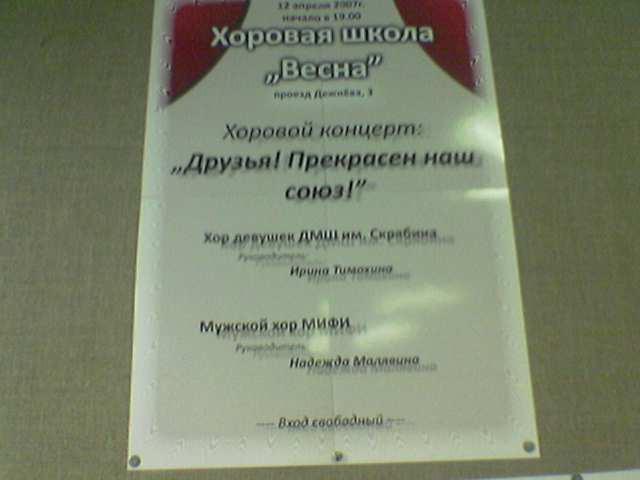 12 апреля 2007г.
начало в 19.00
Хоровая школа
„Весна”
проезд Дежнёва, 3
Хоровой концерт:
„Друзья! Прекрасен наш
союз!”
Хор девушек ДМШ им. Скрябина
Руководитель:
Ирина Тимохина
Мужской хор МИФИ
Руководитель:
Надежда Малявина
---- Вход свободный ----